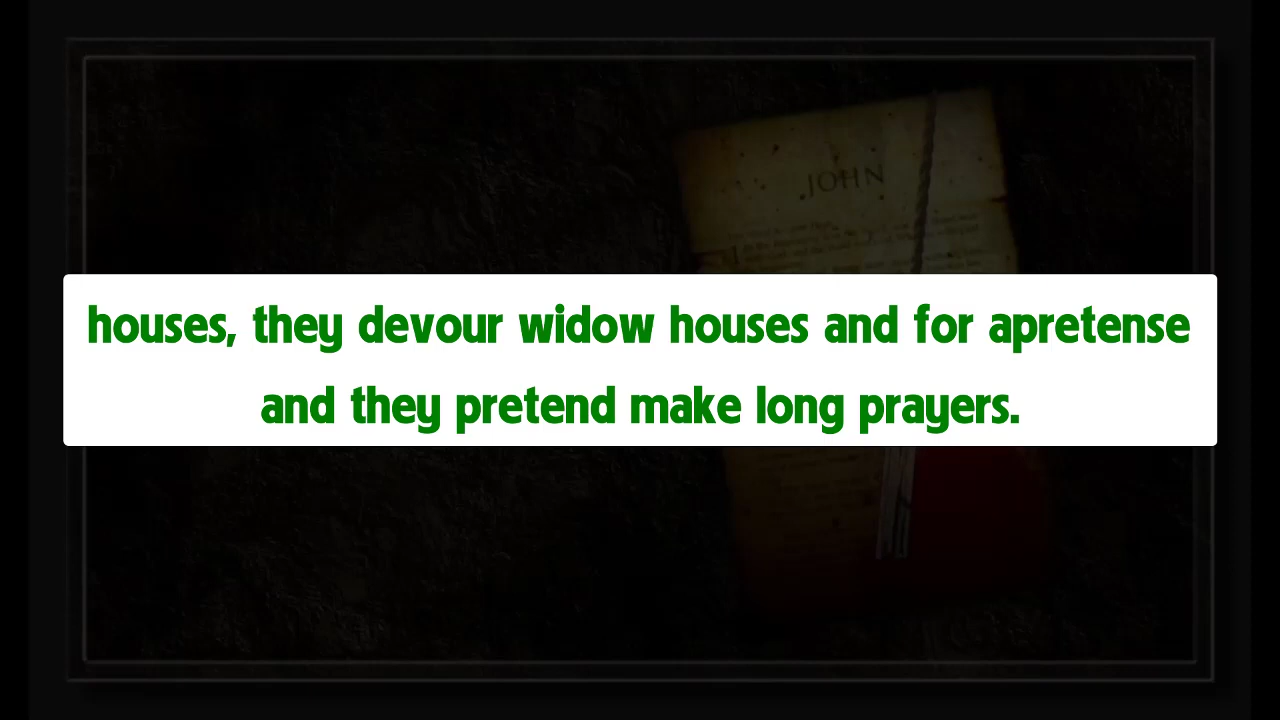 JOHN
houses, they devour widow houses and for apretense
and they pretend make long prayers.